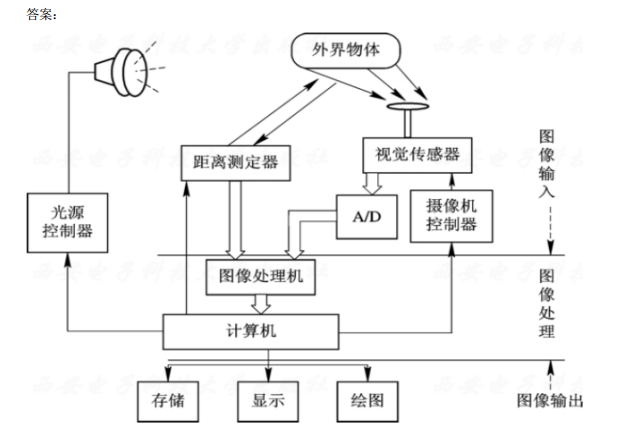 答案：
外界物体
距离测定器
视觉传感器
图像输入
光源
控制器
A/D
摄像机
控制器
图像处理机
图像处理
计算机
存储
显示
绘图
图像输出